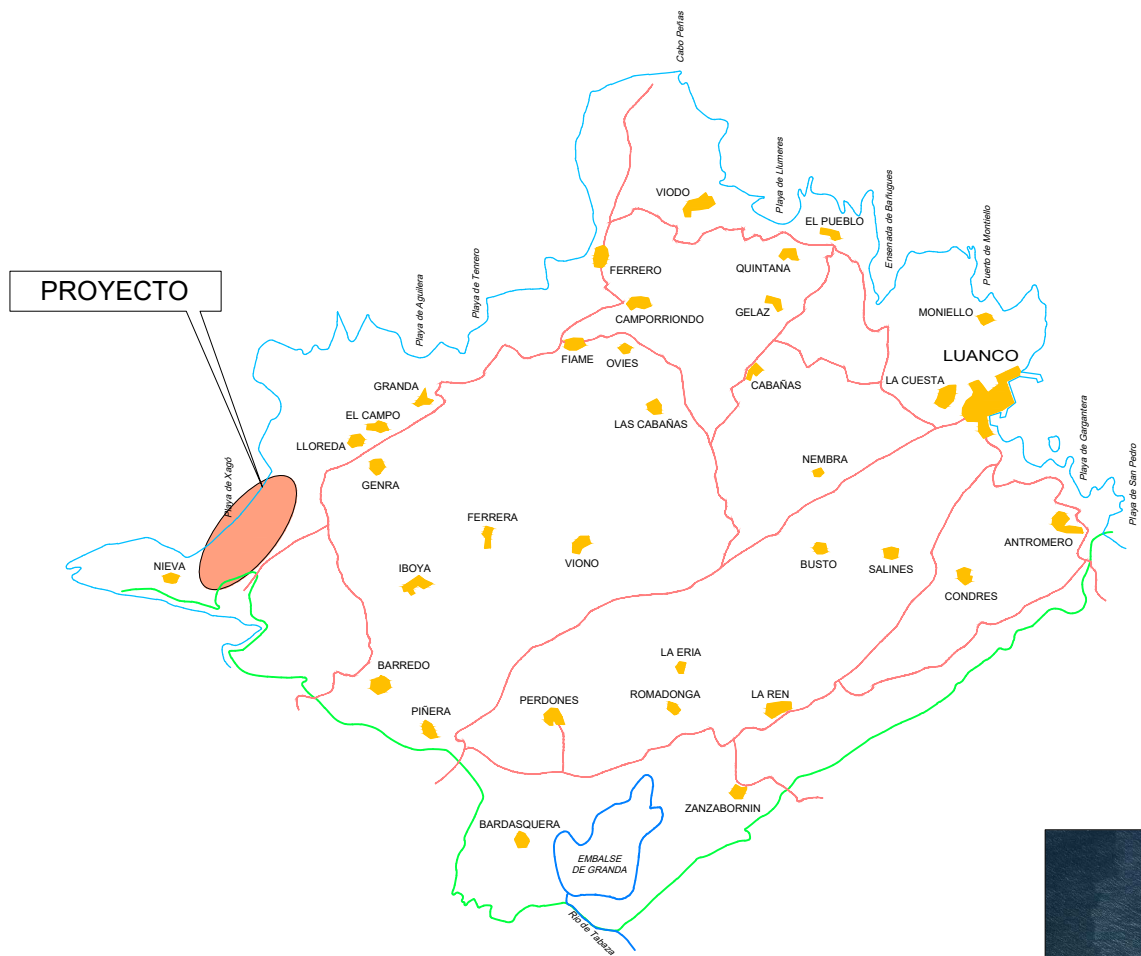 Cabo Peñas
Playa de Llumeres
Ensenada de Bañugues
Puerto de Montiello
VIODO
EL PUEBLO
Playa de Tenrero
Playa de Aguilera
FERRERO
QUINTANA
PROYECTO
CAMPORRIONDO
GELAZ
MONIELLO
FIAME
OVIES
LUANCO
GRANDA
CABAÑAS
LA CUESTA
EL CAMPO
LAS CABAÑAS
LLOREDA
Playa de Gargantera
GENRA
NEMBRA
Playa de San Pedro
Playa de Xagó
FERRERA
ANTROMERO
NIEVA
IBOYA
VIONO
BUSTO
SALINES
CONDRES
LA ERIA
BARREDO
PERDONES
ROMADONGA
LA REN
PIÑERA
ZANZABORNIN
BARDASQUERA
EMBALSE
DE GRANDA
Rio de Tabaza